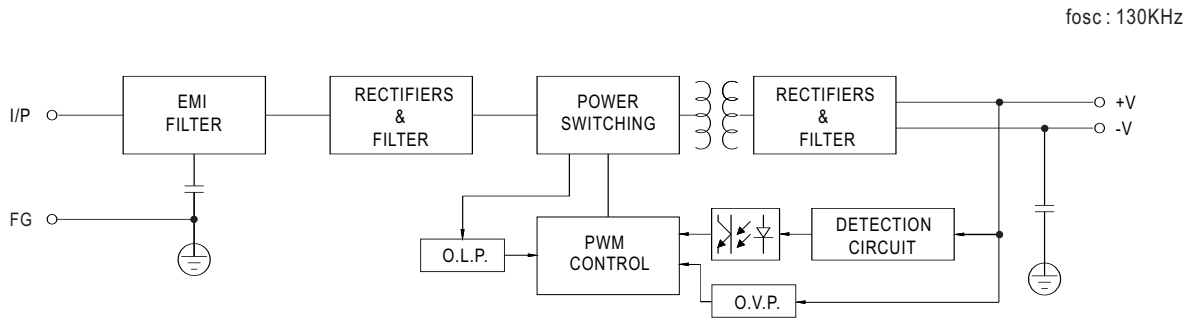 fosc : 130KHz
I/P
EMI
FILTER
RECTIFIERS
&
FILTER
POWER
SWITCHING
RECTIFIERS
&
FILTER
+V
-V
FG
O.L.P.
PWM
CONTROL
DETECTION
CIRCUIT
O.V.P.